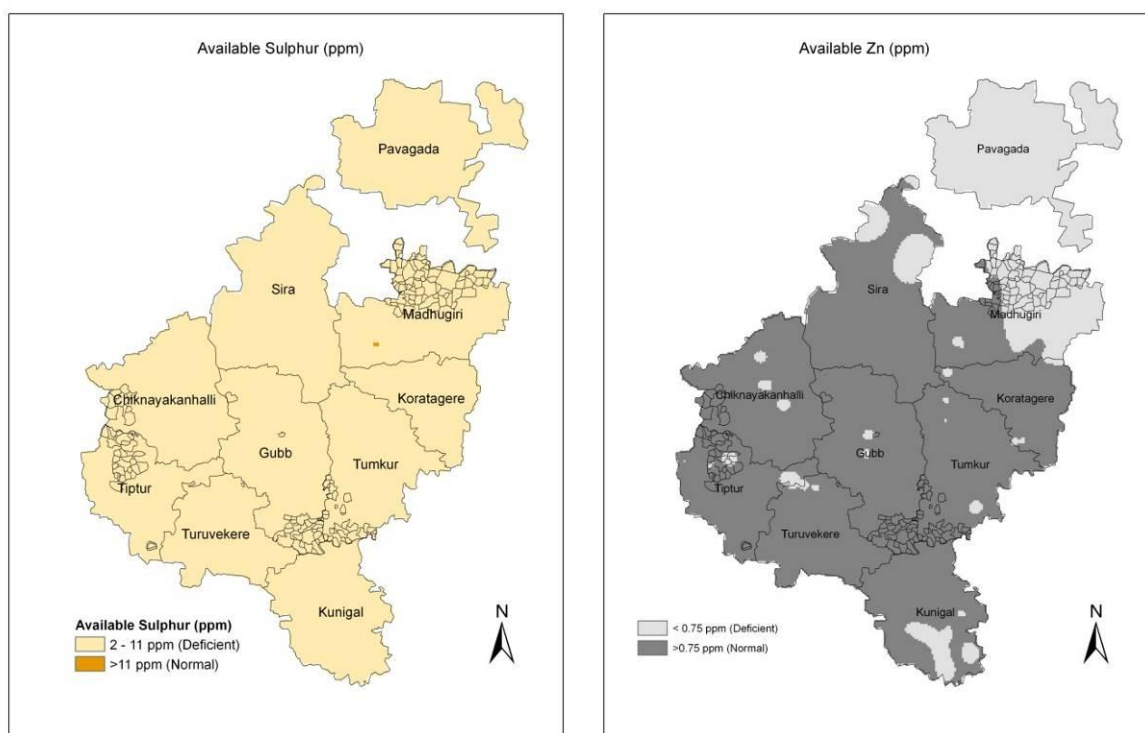 Available Sulphur (ppm)
Pavagada
Sira
Madhugiri
Chiknayakanhalli
Koratagere
Gubb
Tumkur
Tiptur
Turuvekere
Kunigal
N
Available Sulphur (ppm)
2 - 11 ppm (Deficient)
>11 ppm (Normal)
Available Zn (ppm)
Pavagada
Sira
Madhugiri
Chiknayakanhalli
Koratagere
Gubb
Tumkur
Tiptur
Turuvekere
Kunigal
N
< 0.75 ppm (Deficient)
>0.75 ppm (Normal)